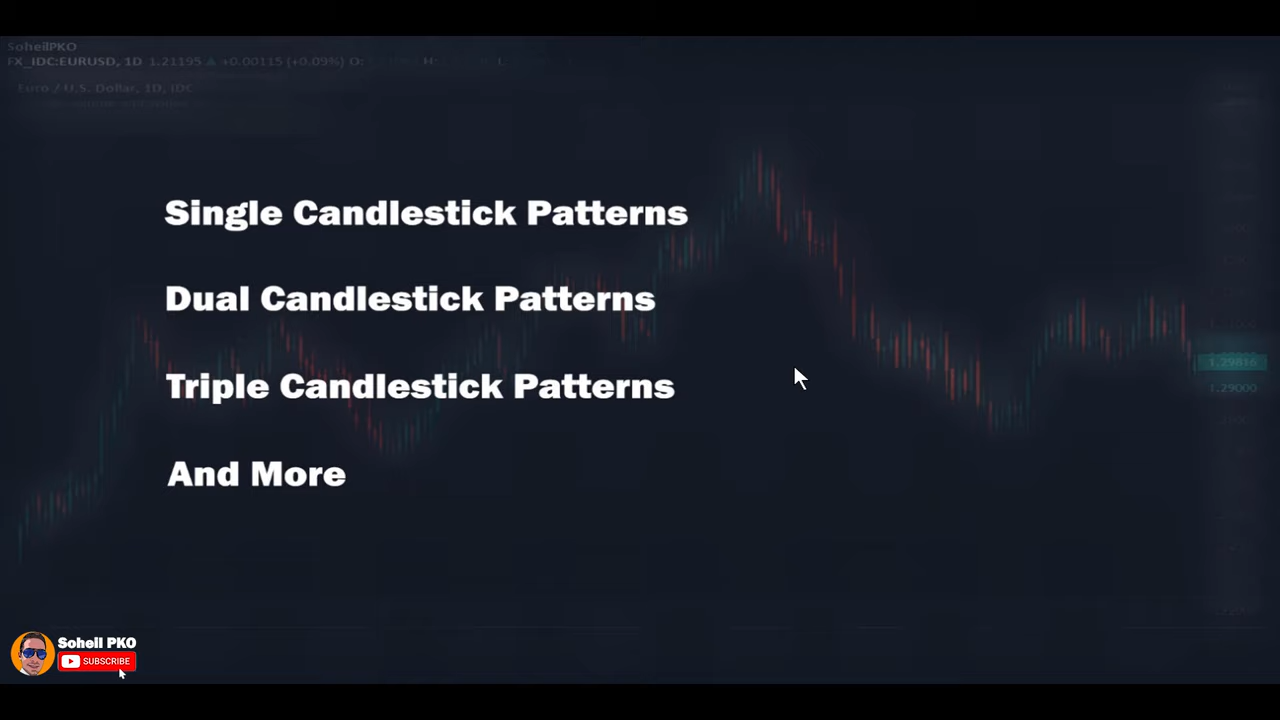 SoheilPKO
FX_IDC:EURUSD, 1D 1.21195 ▲ +0.00115 (+0.09%) O: H: L
Euro / U.S. Dollar, 1D, IDC
Single Candlestick Patterns
Dual Candlestick Patterns
1.29816
Triple Candlestick Patterns
1.29000
And More
Soheil PKO
SUBSCRIBE